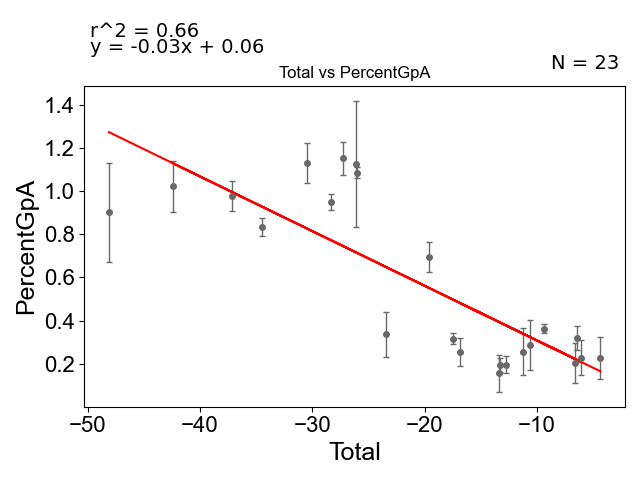 r^2 = 0.66
y = -0.03x + 0.06
N = 23
Total vs PercentGpA
1.4
1.2
1.0
0.8
0.6
0.4
0.2
PercentGpA
−50 −40 −30 −20 −10
Total